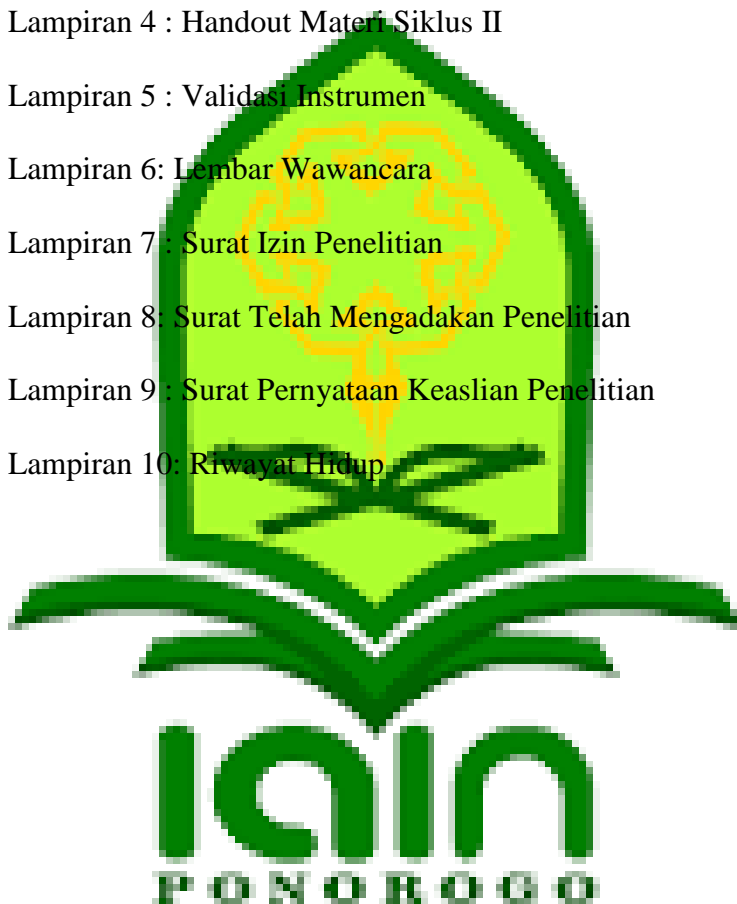 Lampiran 4 : Handout Materi Siklus II
Lampiran 5 : Validasi Instrumen
Lampiran 6: Lembar Wawancara
Lampiran 7 : Surat Izin Penelitian
Lampiran 8: Surat Telah Mengadakan Penelitian
Lampiran 9 : Surat Pernyataan Keaslian Penelitian
Lampiran 10: Riwayat Hidup
iain
PONOROGO